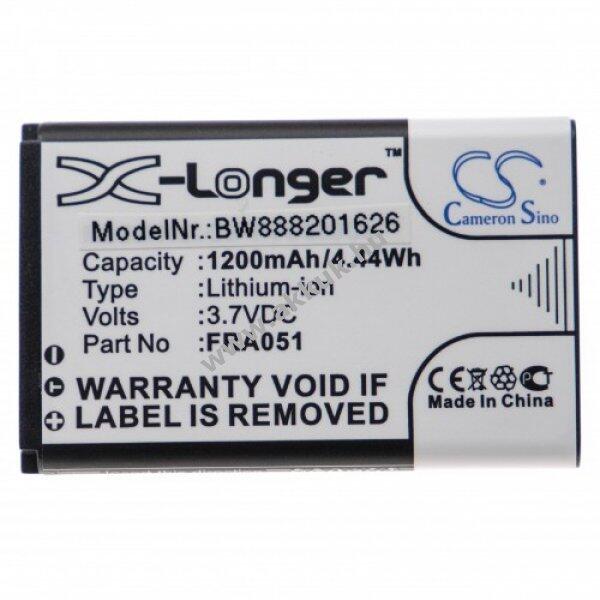 X-Longer™
Cameron Sino
ModelNr.:BW888201626
Capacity :1200mAh/4.44Wh
Type :Lithium-ion
Volts :3.7VDC
Part No :FRA051
WARRANTY VOID IF
LABEL IS REMOVED
Made In China